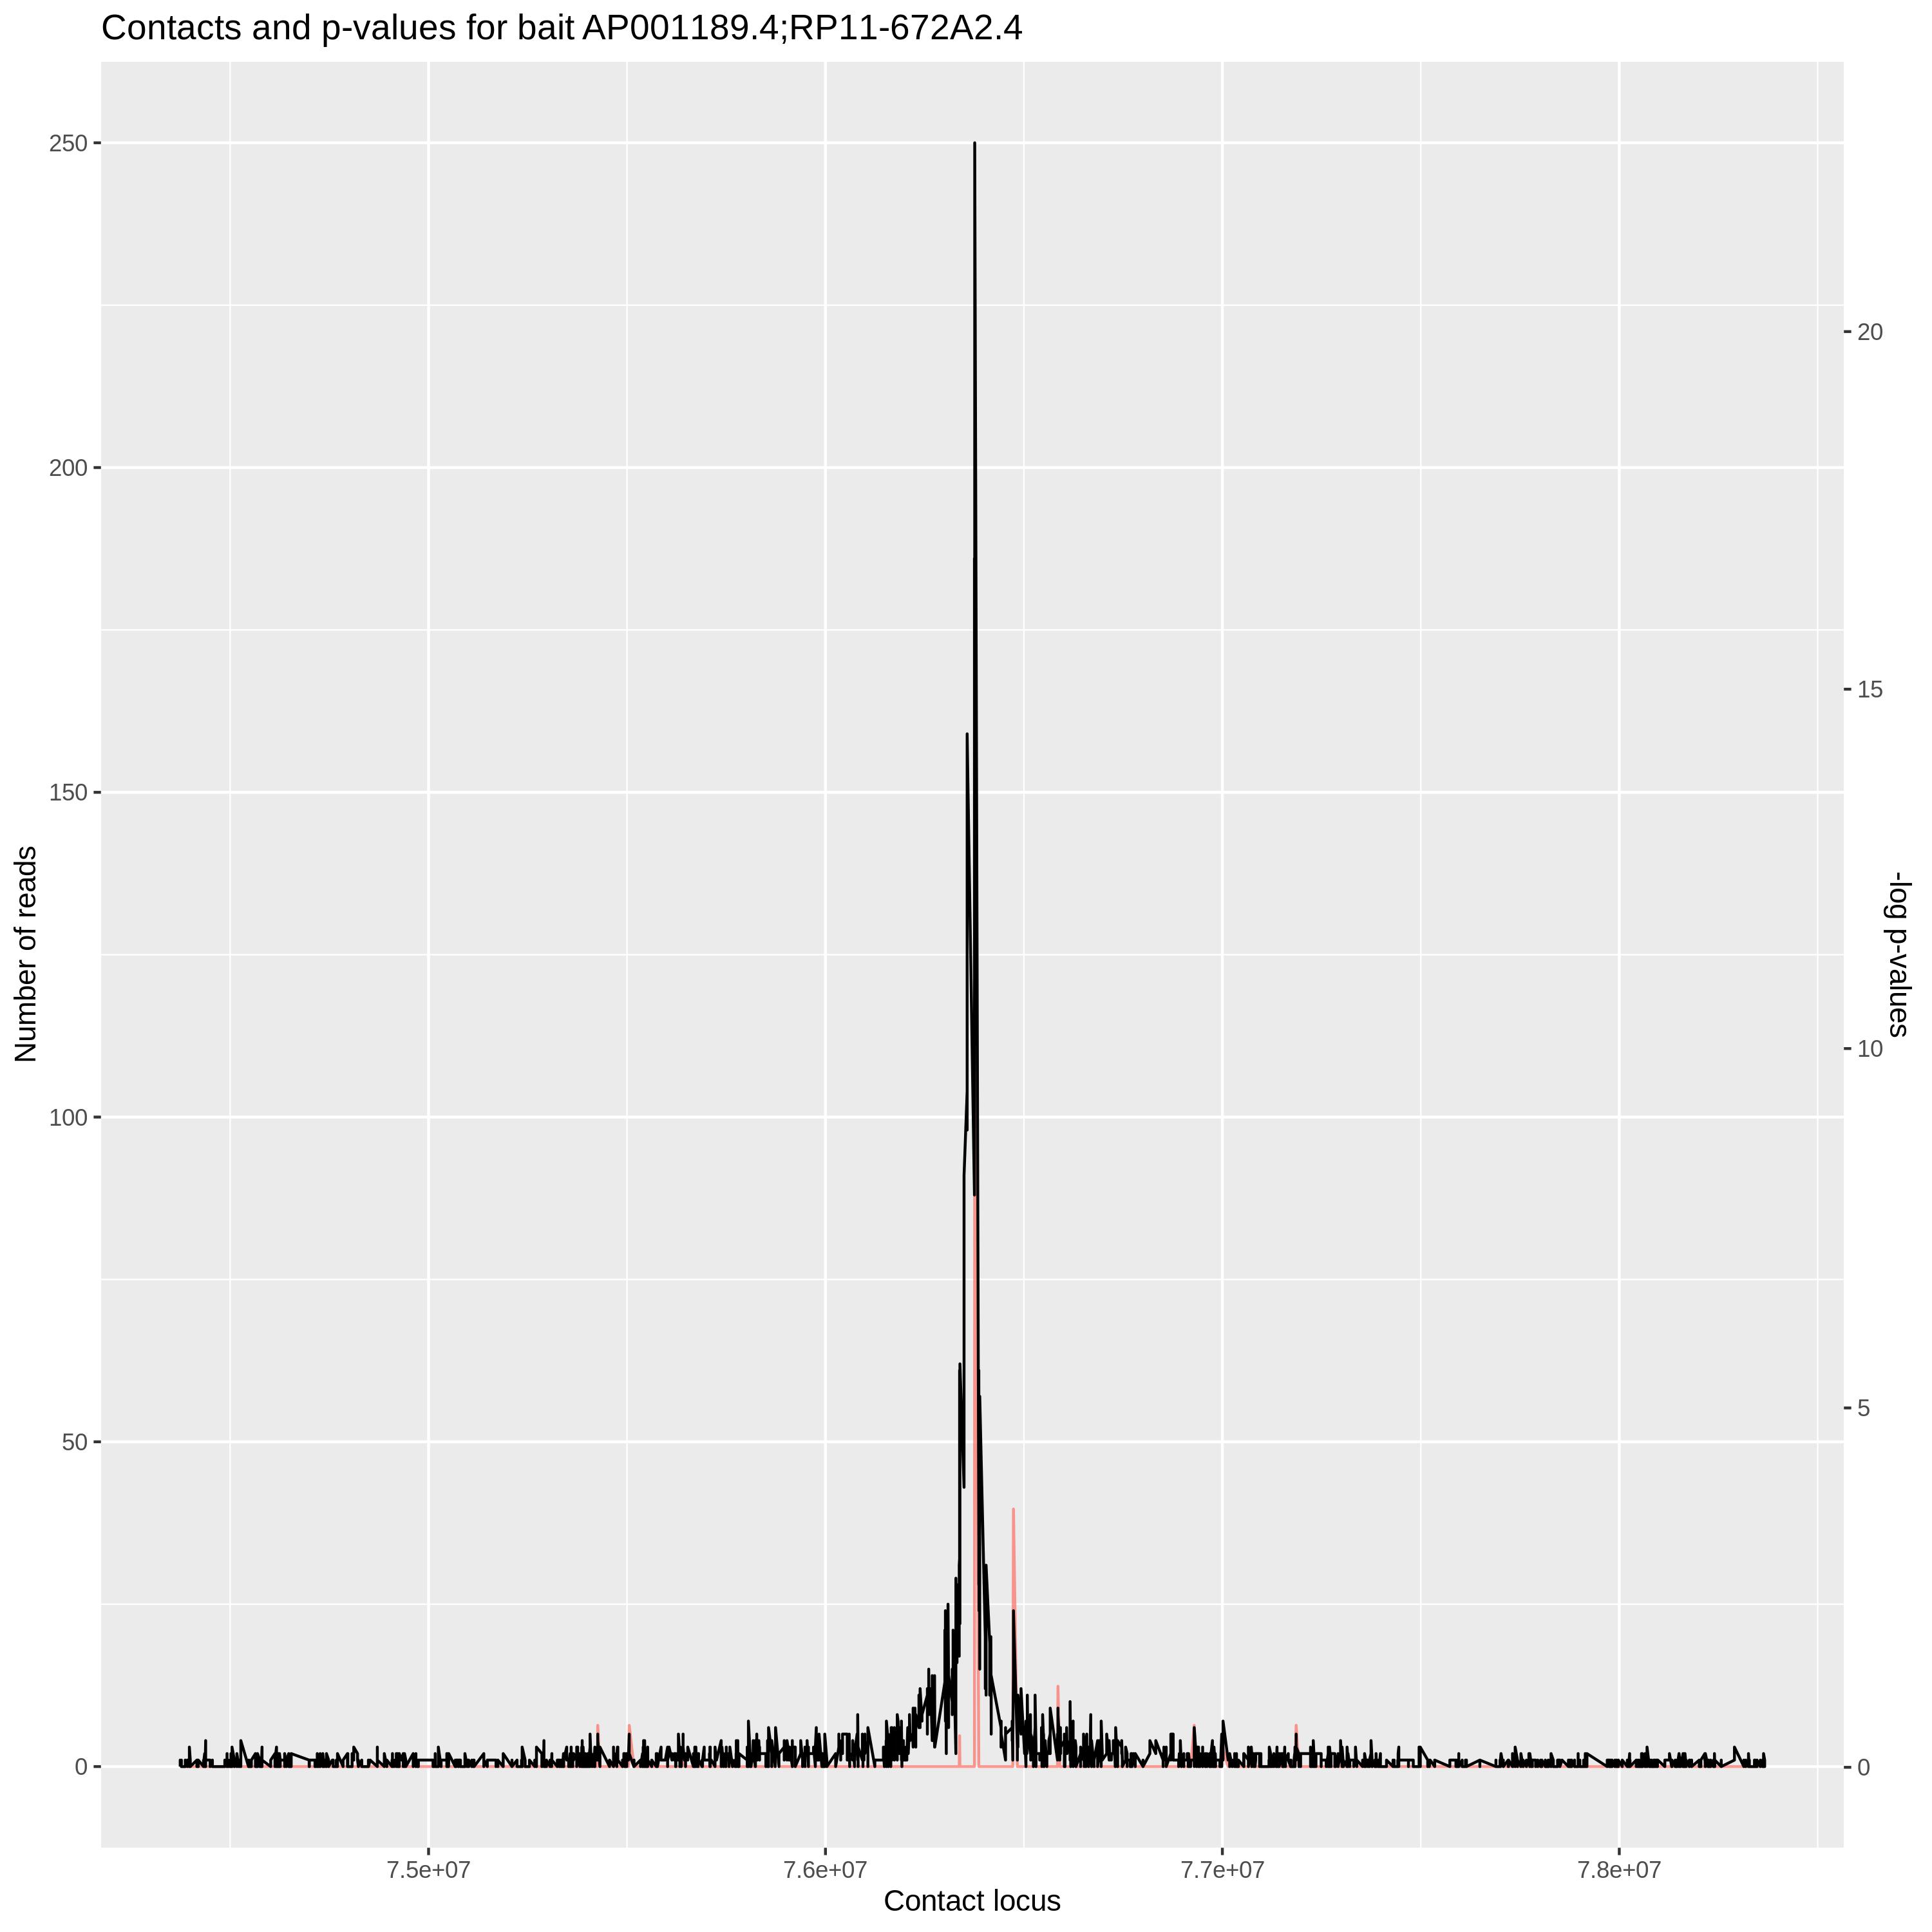 Contacts and p-values for bait AP001189.4;RP11-672A2.4
250
200
150
100
50
0
Number of reads
20
15
10
5
0
-log p-values
7.5e+07
7.6e+07
7.7e+07
7.8e+07
Contact locus